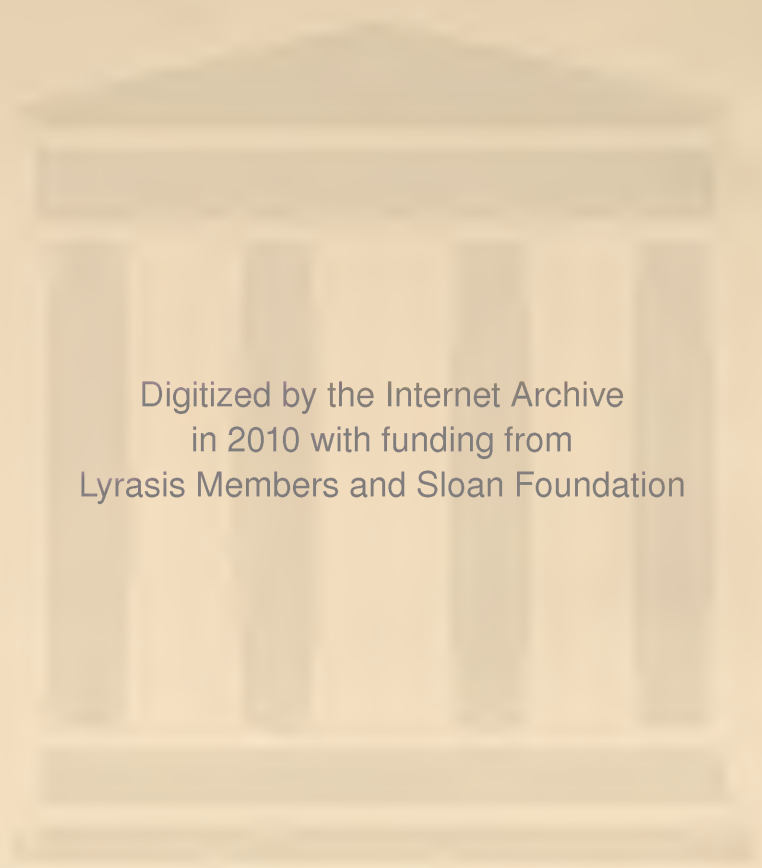 Digitized by the Internet Archive
in 2010 with funding from
Lyrasis Members and Sloan Foundation